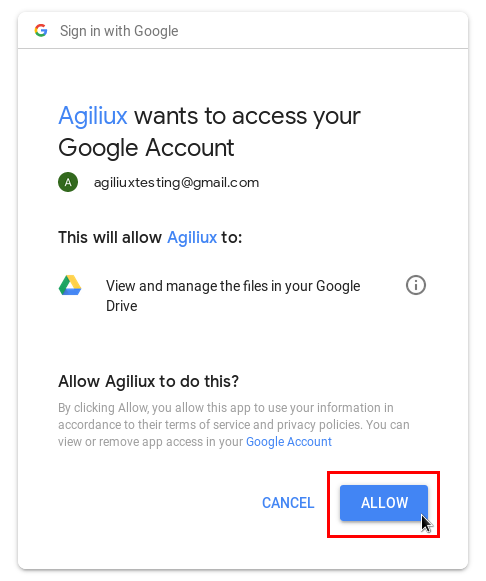 Sign in with Google
Agiliux wants to access your
Google Account
A
agiliuxtesting@gmail.com
This will allow Agiliux to:
View and manage the files in your Google
Drive
Allow Agiliux to do this?
By clicking Allow, you allow this app to use your information in
accordance to their terms of service and privacy policies. You can
view or remove app access in your Google Account
CANCEL
ALLOW